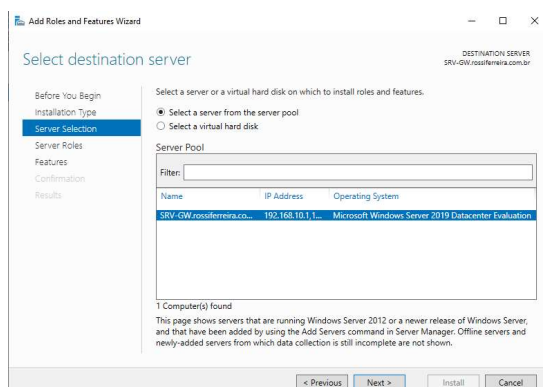 Add Roles and Features Wizard
Select destination server
DESTINATION SERVER
SRV-GW.rossiferreira.com.br
Before You Begin
Installation Type
Server Selection
Server Roles
Features
Confirmation
Results
Select a server or a virtual hard disk on which to install roles and features.
Select a server from the server pool
Select a virtual hard disk
Server Pool
Filter:
Name IP Address Operating System
SRV-GW.rossiferreira.co... 192.168.10.1,1... Microsoft Windows Server 2019 Datacenter Evaluation
1 Computer(s) found
This page shows servers that are running Windows Server 2012 or a newer release of Windows Server,
and that have been added by using the Add Servers command in Server Manager. Offline servers and
newly-added servers from which data collection is still incomplete are not shown.
< Previous Next > Install Cancel